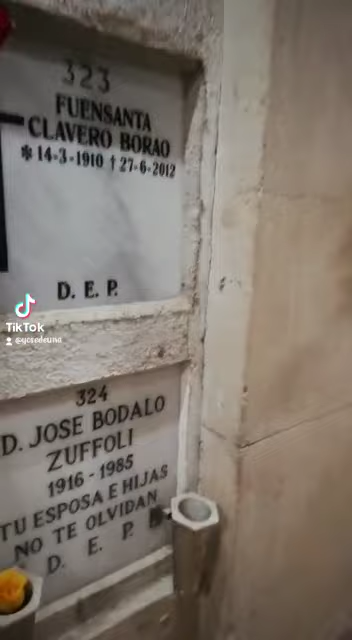 323
FUENSANTA
CLAVERO BORAO
* 14-3-1910 † 27-6-2012
D. E. P.
TikTok
324
D. JOSE BODALO
ZUFFOLI
1916 - 1985
TU ESPOSA E HIJAS
NO TE OLVIDAN
D. E. P.